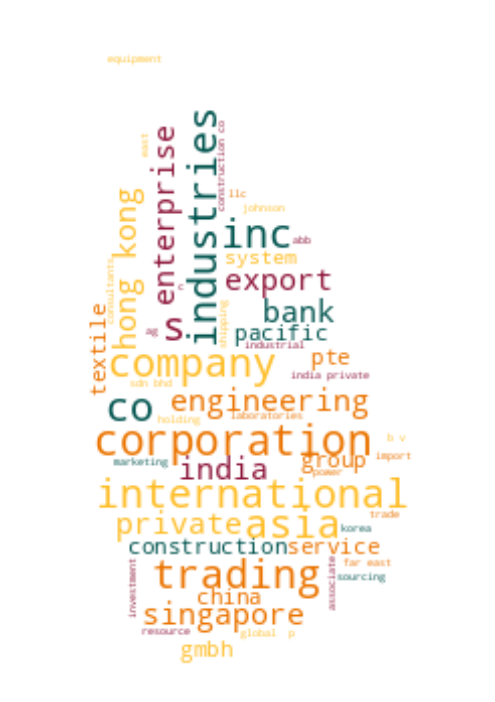 equipment
industries
enterprise
construction co
east
llc
johnson
hong kong
inc
abb
system
consultants
c
export
shipping
bank
textile
ag
s
pacific
industrial
company
pte
india private
sdn bhd
co
engineering
holding
laboratories
corporation
b v
marketing
india
group
import
power
international
private
asia
trade
korea
construction
service
far east
trading
sourcing
investment
associate
china
singapore
resource
global
p
gmbh